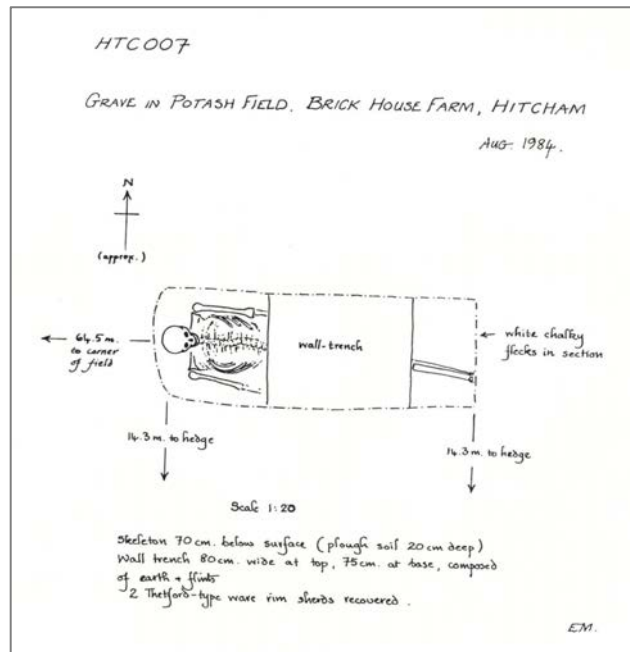 HTC007
GRAVE IN POTASH FIELD. BRICK HOUSE FARM, HITCHAM
AUG. 1984.
N
(approx.)
64.5 m.
to corner
of field
wall-trench
white chalky
flecks in section
14.3 m. to hedge
14.3 m. to hedge
Scale 1:20
Skeleton 70 cm. below surface (plough soil 20 cm deep)
Wall trench 80 cm. wide at top, 75 cm. at base, composed
of earth + flints
2 Thetford-type ware rim sherds recovered.
EM.